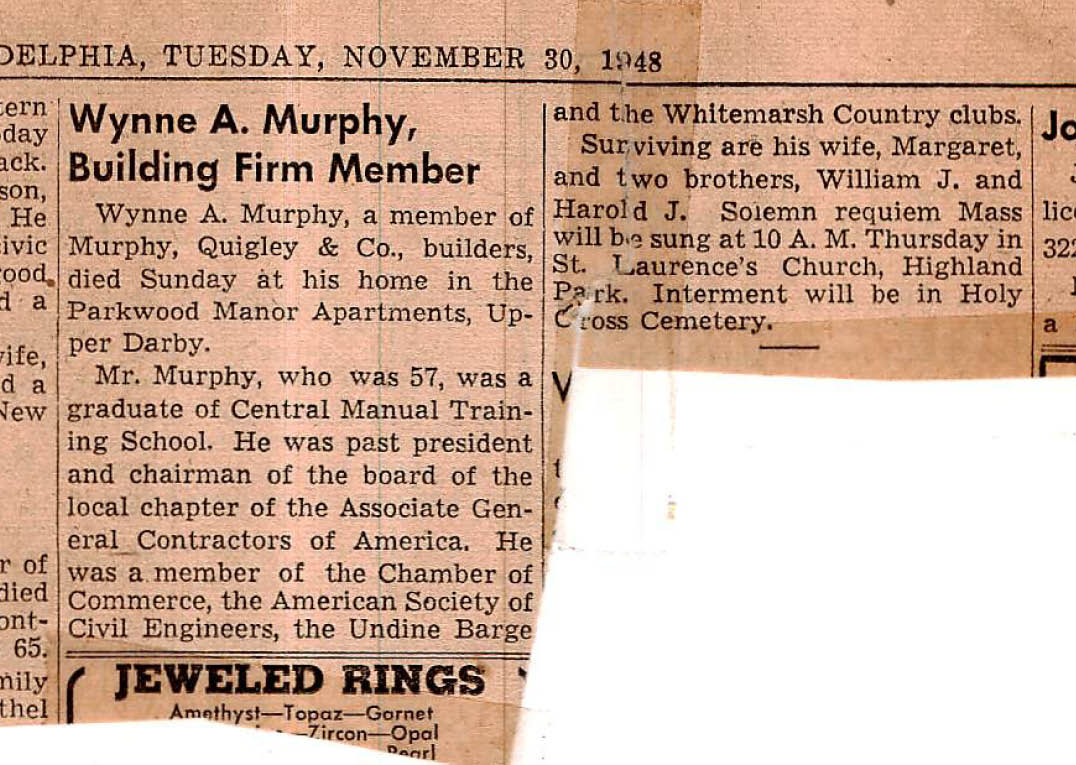 DELPHIA, TUESDAY, NOVEMBER 30, 1948
tern
day
ack.
son,
He
ivic
ood.
d a
ife,
d a
New
r of
died
ont-
65.
mily
thel
Wynne A. Murphy,
Building Firm Member
Wynne A. Murphy, a member of
Murphy, Quigley & Co., builders,
died Sunday at his home in the
Parkwood Manor Apartments, Up-
per Darby.
Mr. Murphy, who was 57, was a
graduate of Central Manual Train-
ing School. He was past president
and chairman of the board of the
local chapter of the Associate Gen-
eral Contractors of America. He
was a member of the Chamber of
Commerce, the American Society of
Civil Engineers, the Undine Barge
JEWELED RINGS
Amethyst—Topaz—Garnet
—Zircon—Opal
Pearl
and the Whitemarsh Country clubs.
Surviving are his wife, Margaret,
and two brothers, William J. and
Harold J. Solemn requiem Mass
will be sung at 10 A. M. Thursday in
St. Laurence's Church, Highland
Park. Interment will be in Holy
Cross Cemetery.
Jo
lic
322
a